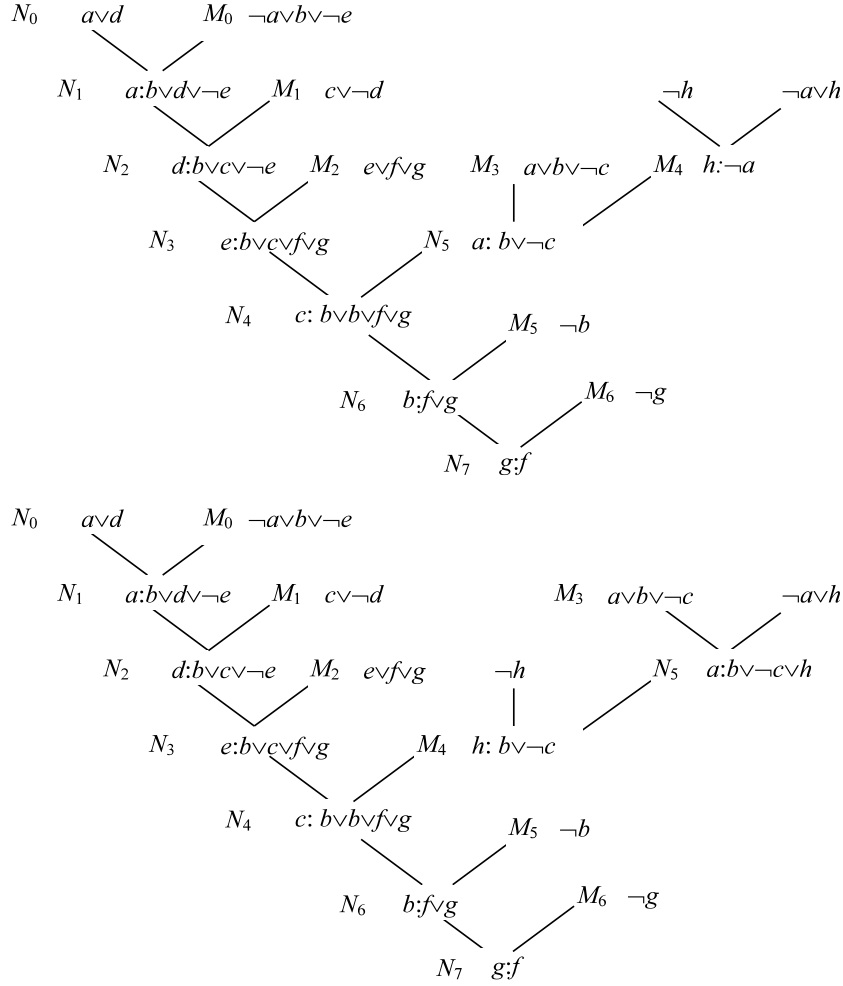 N₀ a∨d M₀ ¬a∨b∨¬e
N₁ a:b∨d∨¬e M₁ c∨¬d ¬h ¬a∨h
N₂ d:b∨c∨¬e M₂ e∨f∨g M₃ a∨b∨¬c M₄ h:¬a
N₃ e:b∨c∨f∨g N₅ a: b∨¬c
N₄ c: b∨b∨f∨g M₅ ¬b
N₆ b:f∨g M₆ ¬g
N₇ g:f
N₀ a∨d M₀ ¬a∨b∨¬e
N₁ a:b∨d∨¬e M₁ c∨¬d M₃ a∨b∨¬c ¬a∨h
N₂ d:b∨c∨¬e M₂ e∨f∨g ¬h N₅ a:b∨¬c∨h
N₃ e:b∨c∨f∨g M₄ h: b∨¬c
N₄ c: b∨b∨f∨g M₅ ¬b
N₆ b:f∨g M₆ ¬g
N₇ g:f